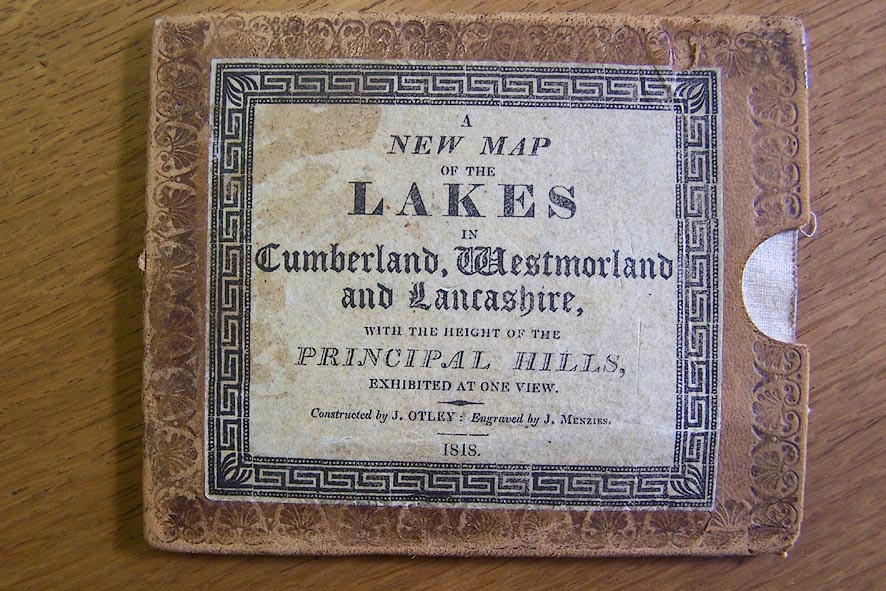 A
NEW MAP
OF THE
LAKES
IN
Cumberland, Westmorland
and Lancashire,
WITH THE HEIGHT OF THE
PRINCIPAL HILLS,
EXHIBITED AT ONE VIEW.
Constructed by J. OTLEY: Engraved by J. MENZIES.
1818.